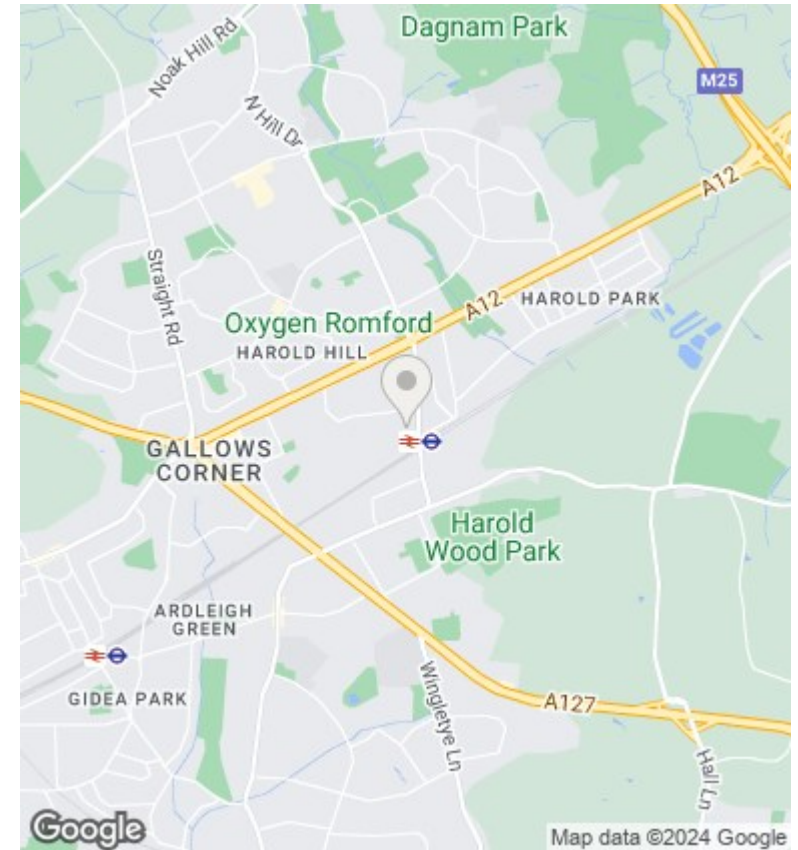 Dagnam Park
Noak Hill Rd
M25
N Hill Dr
A12
Straight Rd
A12
HAROLD PARK
Oxygen Romford
HAROLD HILL
GALLOWS
CORNER
Harold
Wood Park
ARDLEIGH
GREEN
GIDEA PARK
Wingletye Ln
A127
Hall Ln
Google
Map data ©2024 Google